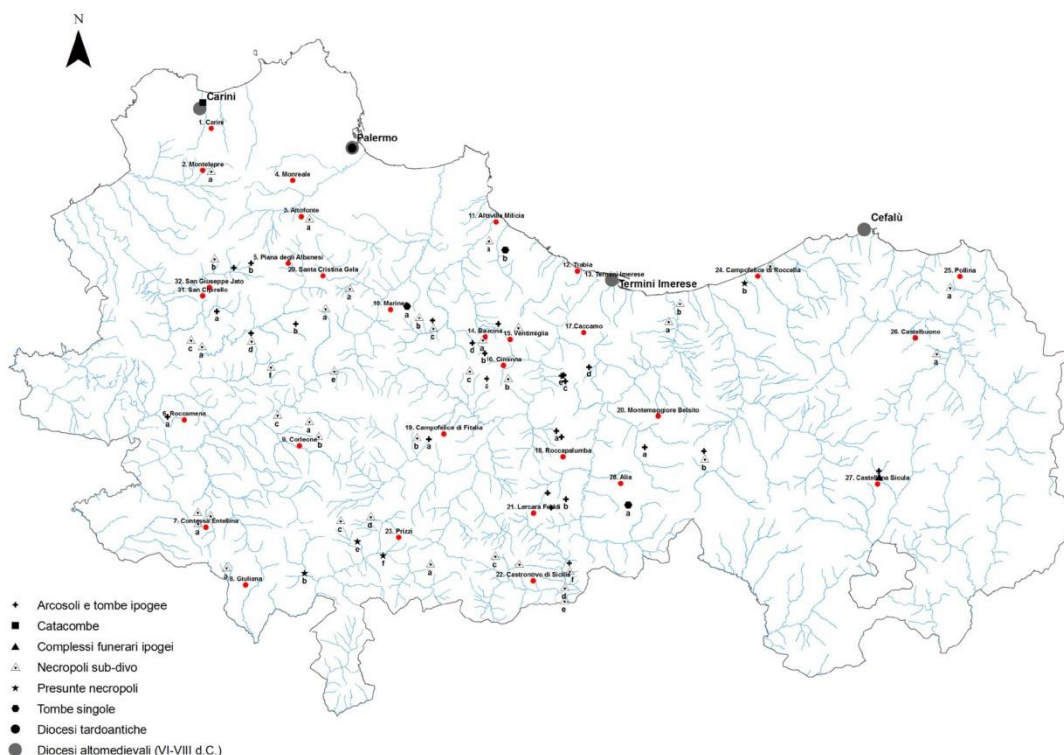 N
Carini
1. Carini
Palermo
2. Montelepre
a
4. Monreale
3. Altofonte
a
Cefalù
11. Altavilla Milicia
a
b
5. Piana degli Albanesi
b
b
29. Santa Cristina Gela
12. Trabia
13. Termini Imerese
Termini Imerese
24. Campofelice di Roccella
b
25. Pollina
a
32. San Giuseppe Jato
31. San Cipirello
a
a
10. Marineo
a
b
c
b
a
a
b
d
14. Baucina
a
d
15. Ventimiglia
17.Caccamo
26. Castelbuono
a
c
a
d
b
16. Ciminna
f
e
c
a
b
e
c
d
6. Roccamena
a
c
a
b
9. Corleone
19. Campofelice di Fitalia
b
a
20. Montemaggiore Belsito
18. Roccapalumba
a
b
28. Alia
a
27. Castellana Sicula
7. Contessa Entellina
a
c
d
e
f
23. Prizzi
21. Lercara Friddi
b
8. Giuliana
a
b
a
c
22. Castronovo di Sicilia
f
d
e
Arcosoli e tombe ipogee
Catacombe
Complessi funerari ipogei
Necropoli sub-divo
Presunte necropoli
Tombe singole
Diocesi tardoantiche
Diocesi altomedievali (VI-VIII d.C.)